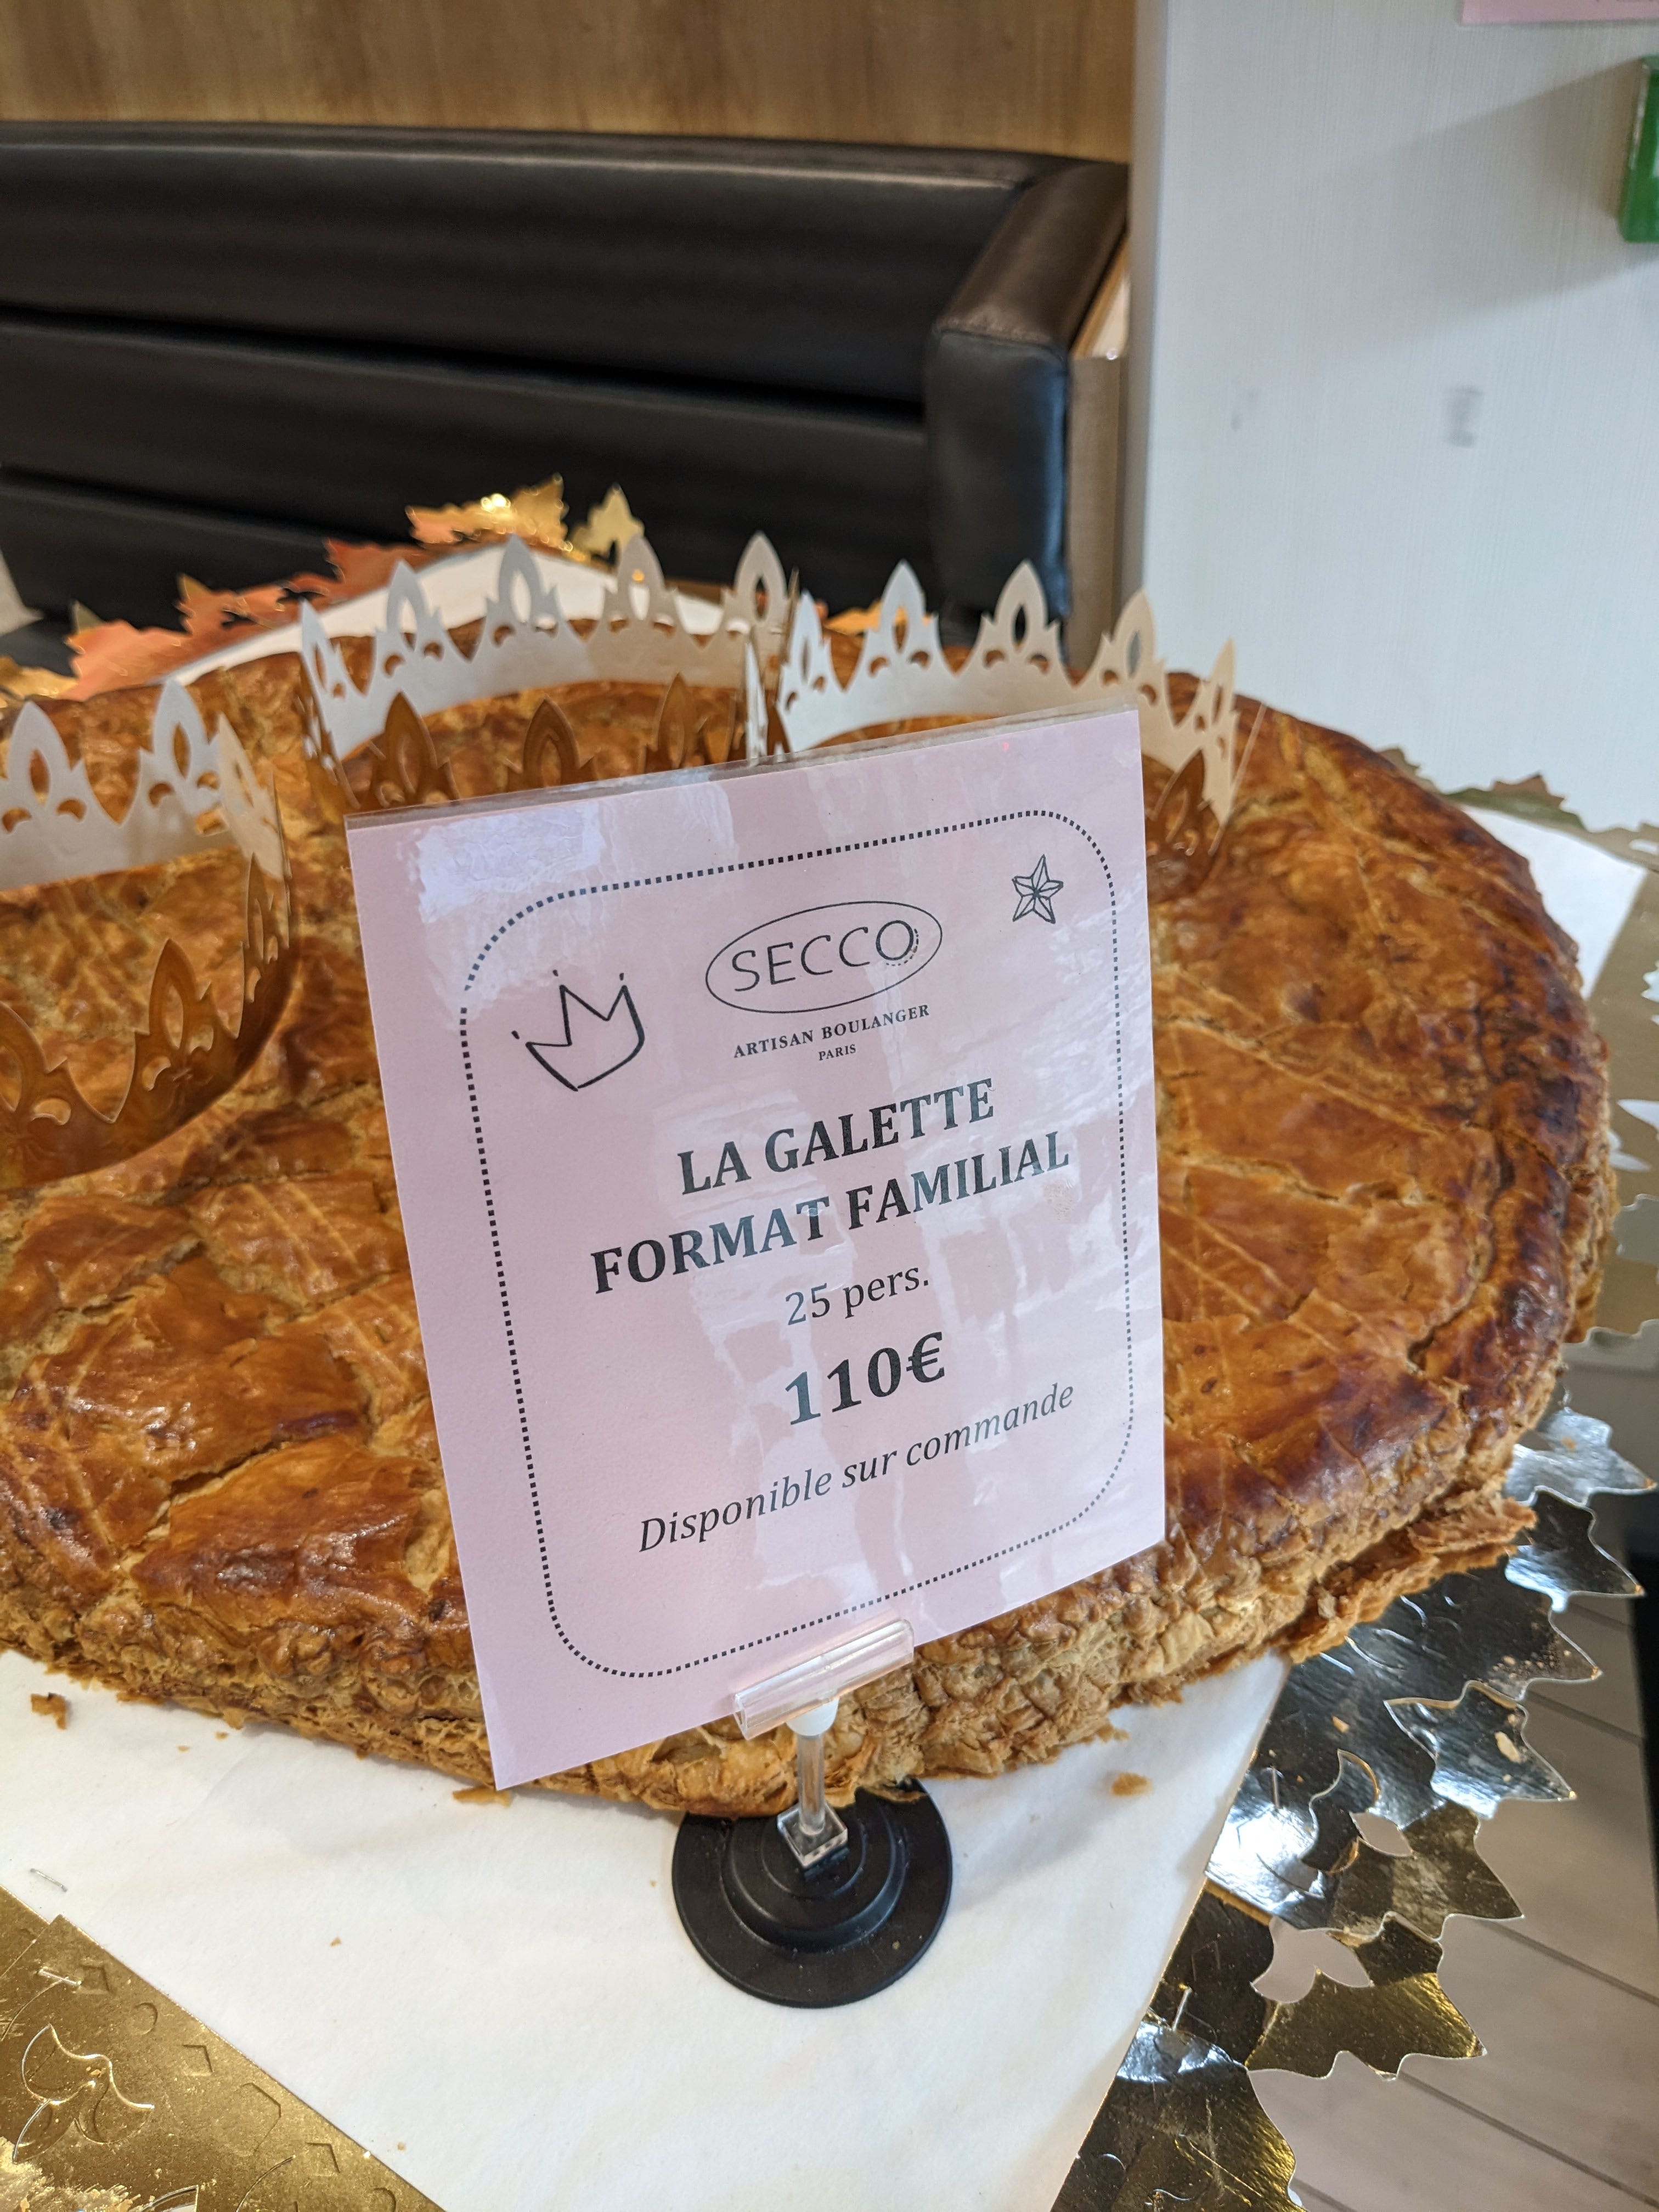 SECCO
ARTISAN BOULANGER
PARIS
LA GALETTE
FORMAT FAMILIAL
25 pers.
110€
Disponible sur commande